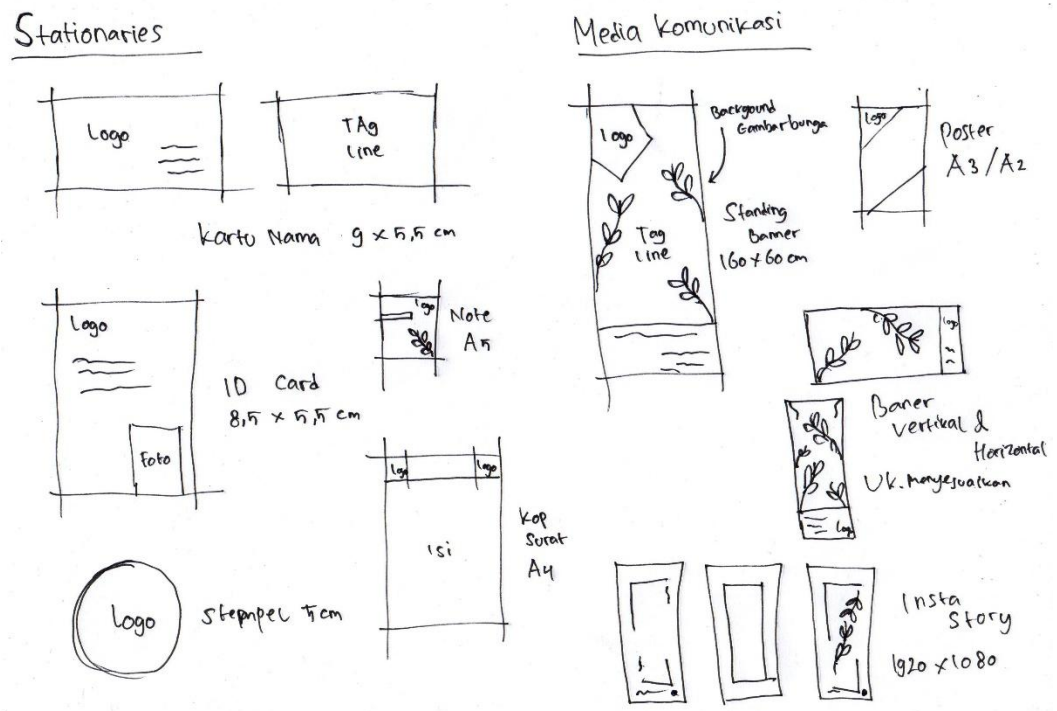 Stationaries
Logo
TAg
Line
Kartu Nama 9 x 5,5 cm
Logo
Foto
ID Card
8,5 x 5,5 cm
logo
Note
A5
logo
logo
Isi
Kop
Surat
A4
Logo
Stempel 5 cm
Media Komunikasi
logo
Backgound
Gambar bunga
Tag
Line
Standing
Banner
160 x 60 cm
logo
Poster
A3/A2
logo
Baner
Vertikal &
Horizontal
Uk. Menyesuaikan
Logo
Insta
Story
1920 x 1080